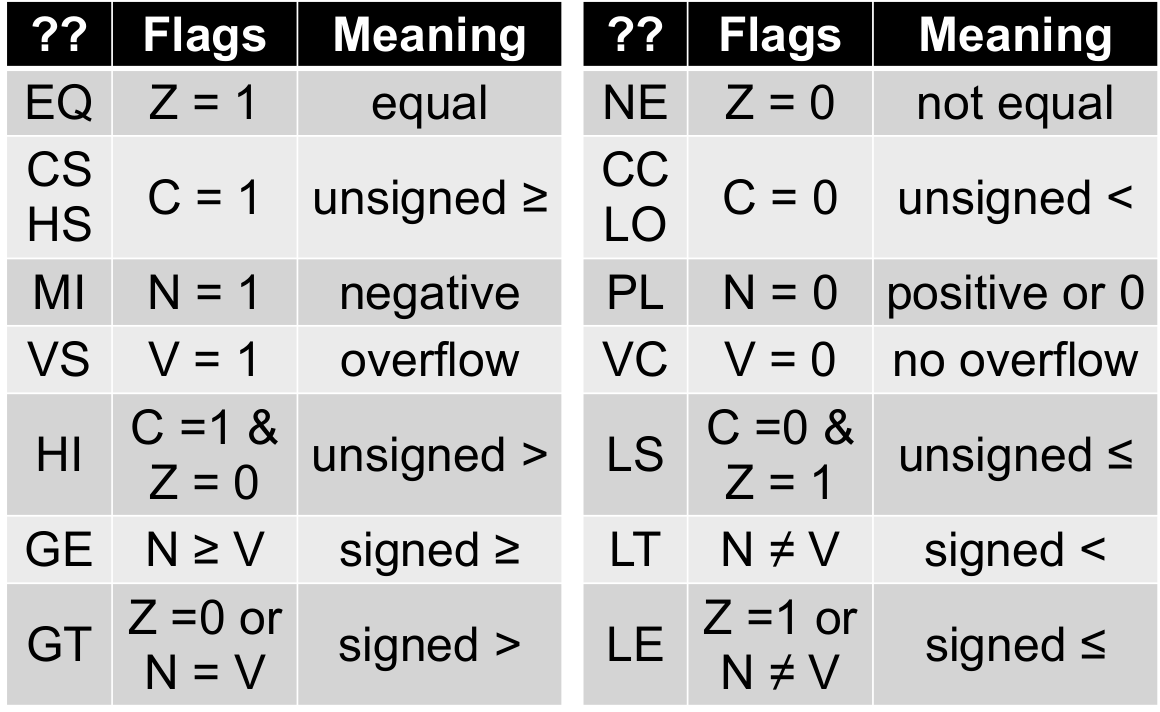 ?? Flags Meaning ?? Flags Meaning
EQ Z = 1 equal NE Z = 0 not equal
CS
HS C = 1 unsigned ≥ CC
LO C = 0 unsigned <
MI N = 1 negative PL N = 0 positive or 0
VS V = 1 overflow VC V = 0 no overflow
HI C =1 &
Z = 0 unsigned > LS C =0 &
Z = 1 unsigned ≤
GE N ≥ V signed ≥ LT N ≠ V signed <
GT Z =0 or
N = V signed > LE Z =1 or
N ≠ V signed ≤